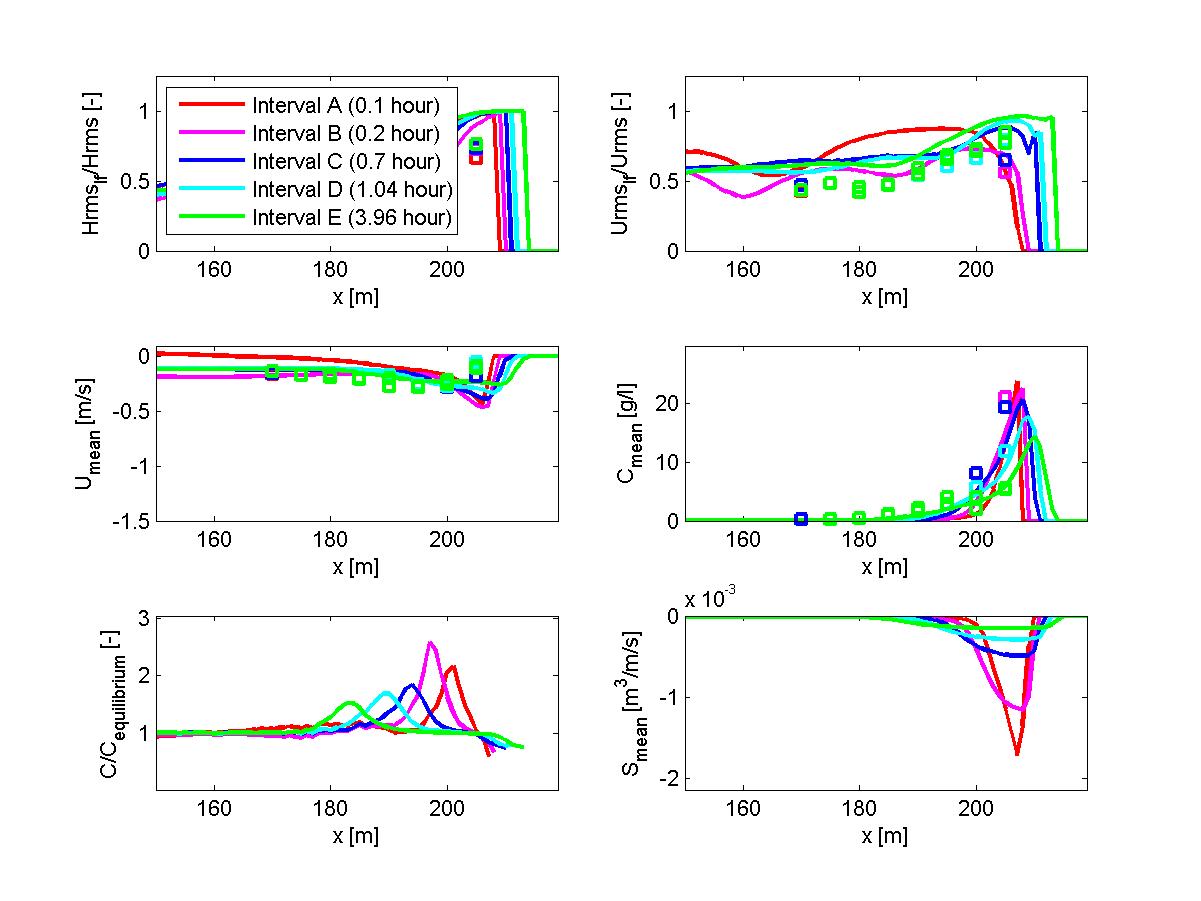 Hrms_lf/Hrms [-]
1
0.5
0
Interval A (0.1 hour)
Interval B (0.2 hour)
Interval C (0.7 hour)
Interval D (1.04 hour)
Interval E (3.96 hour)
160 180 200
x [m]
Urms_lf/Urms [-]
1
0.5
0
160 180 200
x [m]
U_mean [m/s]
0
-0.5
-1
-1.5
160 180 200
x [m]
C_mean [g/l]
20
10
0
160 180 200
x [m]
C/C_equilibrium [-]
3
2
1
160 180 200
x [m]
x 10^-3
S_mean [m^3/m/s]
0
-1
-2
160 180 200
x [m]